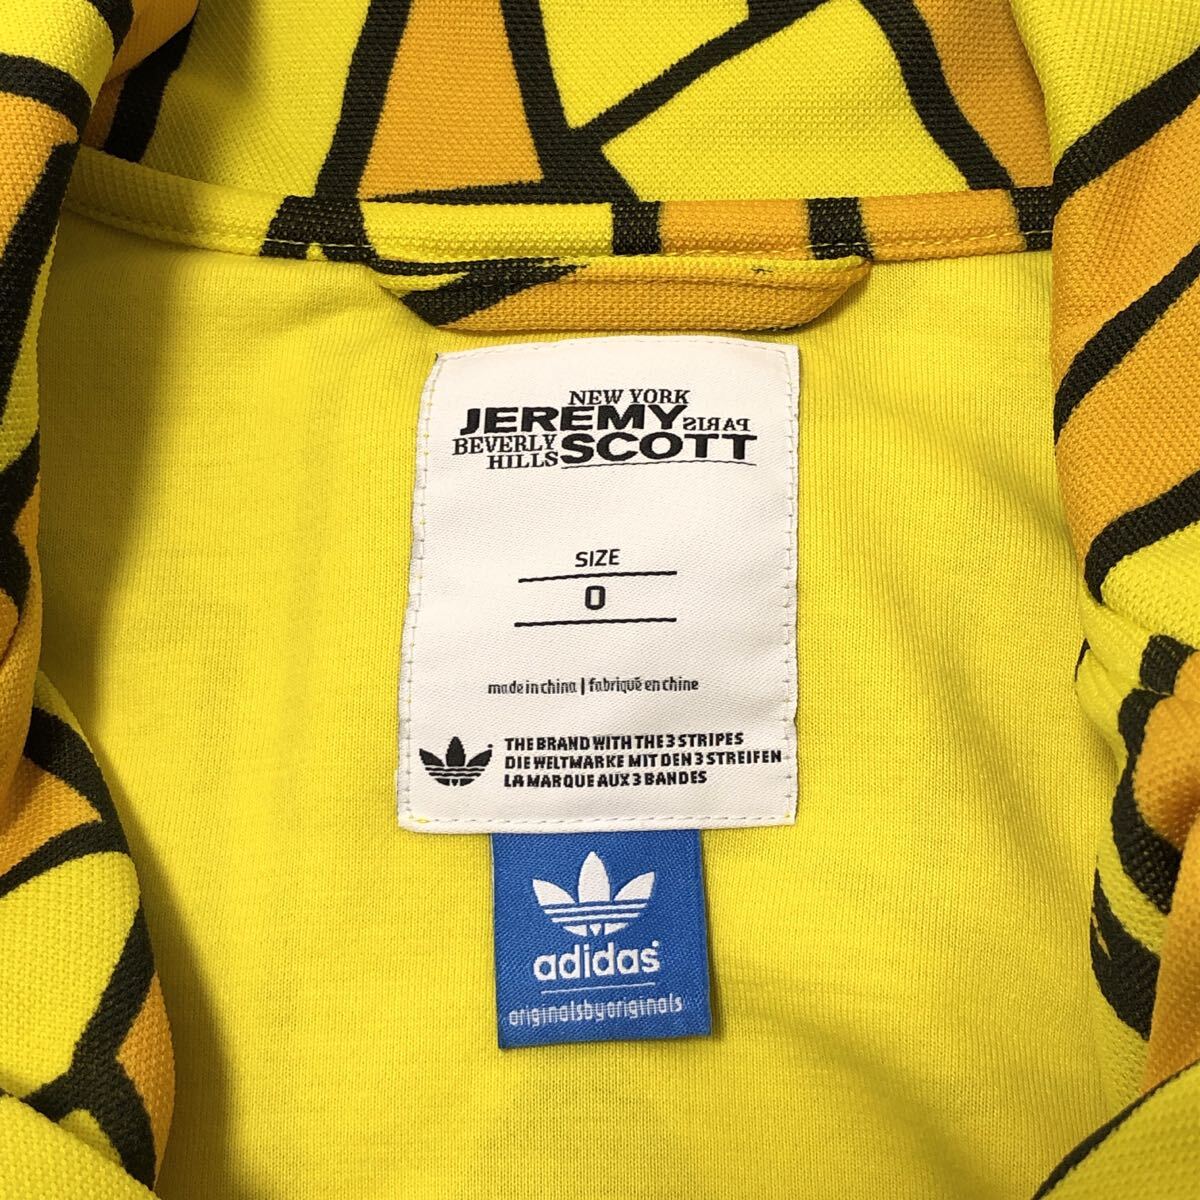 NEW YORK
JEREMY PARIS
BEVERLY
HILLS SCOTT
SIZE
0
made in china | fabriqué en chine
THE BRAND WITH THE 3 STRIPES
DIE WELTMARKE MIT DEN 3 STREIFEN
LA MARQUE AUX 3 BANDES
adidas
originalsbyoriginals